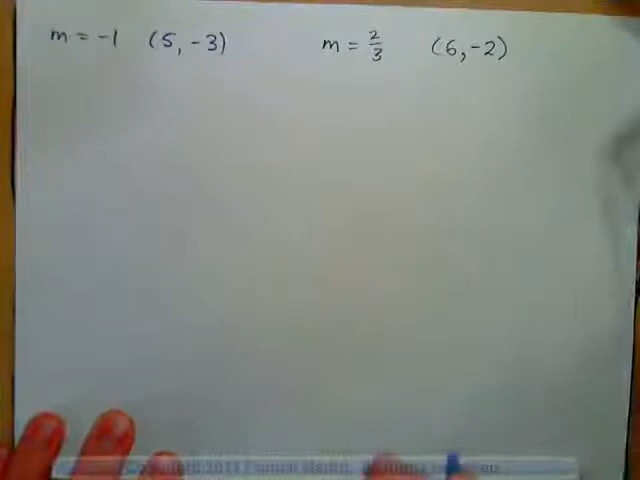 m = -1 (5, -3) m = 2/3 (6, -2)